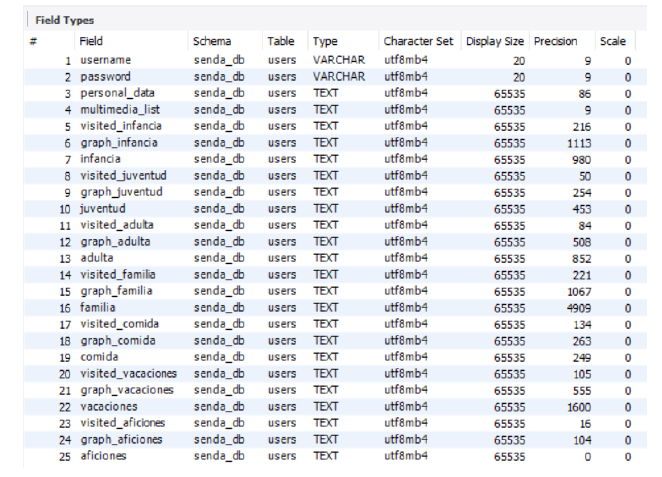 Field Types
# Field Schema Table Type Character Set Display Size Precision Scale
1 username senda_db users VARCHAR utf8mb4 20 9 0
2 password senda_db users VARCHAR utf8mb4 20 9 0
3 personal_data senda_db users TEXT utf8mb4 65535 86 0
4 multimedia_list senda_db users TEXT utf8mb4 65535 9 0
5 visited_infancia senda_db users TEXT utf8mb4 65535 216 0
6 graph_infancia senda_db users TEXT utf8mb4 65535 1113 0
7 infancia senda_db users TEXT utf8mb4 65535 980 0
8 visited_juventud senda_db users TEXT utf8mb4 65535 50 0
9 graph_juventud senda_db users TEXT utf8mb4 65535 254 0
10 juventud senda_db users TEXT utf8mb4 65535 453 0
11 visited_adulta senda_db users TEXT utf8mb4 65535 84 0
12 graph_adulta senda_db users TEXT utf8mb4 65535 508 0
13 adulta senda_db users TEXT utf8mb4 65535 852 0
14 visited_familia senda_db users TEXT utf8mb4 65535 221 0
15 graph_familia senda_db users TEXT utf8mb4 65535 1067 0
16 familia senda_db users TEXT utf8mb4 65535 4909 0
17 visited_comida senda_db users TEXT utf8mb4 65535 134 0
18 graph_comida senda_db users TEXT utf8mb4 65535 263 0
19 comida senda_db users TEXT utf8mb4 65535 249 0
20 visited_vacaciones senda_db users TEXT utf8mb4 65535 105 0
21 graph_vacaciones senda_db users TEXT utf8mb4 65535 555 0
22 vacaciones senda_db users TEXT utf8mb4 65535 1600 0
23 visited_aficiones senda_db users TEXT utf8mb4 65535 16 0
24 graph_aficiones senda_db users TEXT utf8mb4 65535 104 0
25 aficiones senda_db users TEXT utf8mb4 65535 0 0